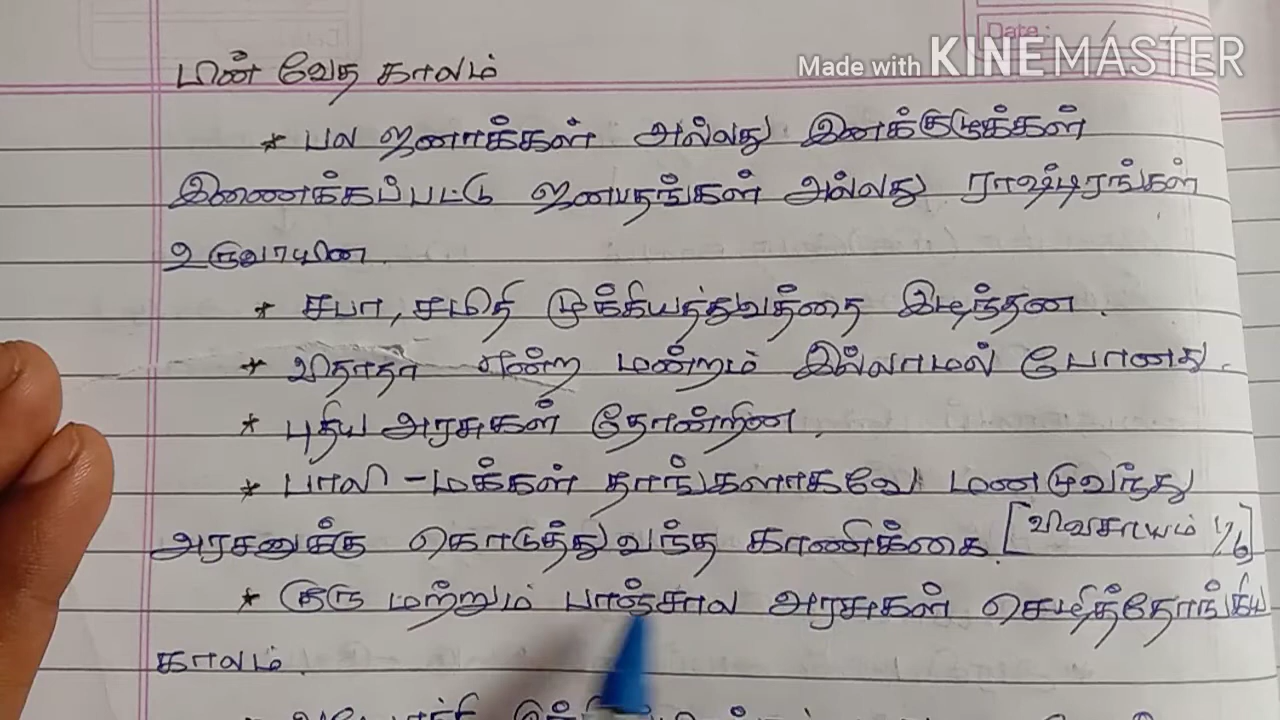 Date: / /
Made with KINEMASTER
பின் வேத காலம்
* பல ஜனாக்கள் அல்லது இனக்குழுக்கள்
இணைக்கப்பட்டு ஜனபதங்கள் அல்லது ராஷ்டிரங்கள்
உருவாயின
* சபா, சமிதி முக்கியத்துவத்தை இழந்தன.
* விதாதா என்ற மன்றம் இல்லாமல் போனது.
* புதிய அரசுகள் தோன்றின.
* பாலி - மக்கள் தாங்களாகவே மனமுவந்து
அரசனுக்கு கொடுத்துவந்த காணிக்கை. [விவசாயம் 1/6]
* குரு மற்றும் பாஞ்சால அரசுகள் செழித்தோங்கிய
காலம்.